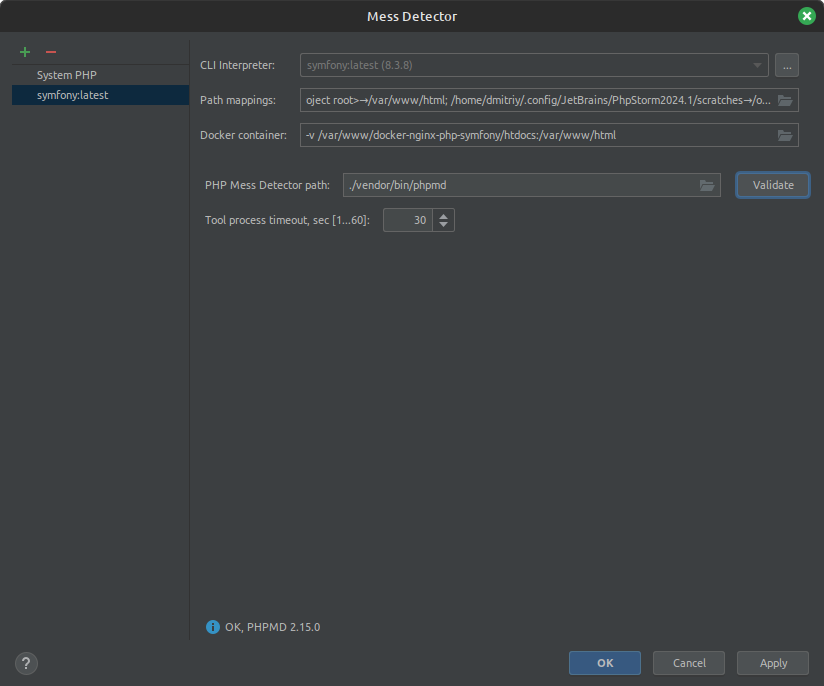 Mess Detector
System PHP
symfony:latest
CLI Interpreter: symfony:latest (8.3.8) ...
Path mappings: oject root>→/var/www/html; /home/dmitriy/.config/JetBrains/PhpStorm2024.1/scratches→/o...
Docker container: -v /var/www/docker-nginx-php-symfony/htdocs:/var/www/html
PHP Mess Detector path: ./vendor/bin/phpmd Validate
Tool process timeout, sec [1...60]: 30
OK, PHPMD 2.15.0
? OK Cancel Apply